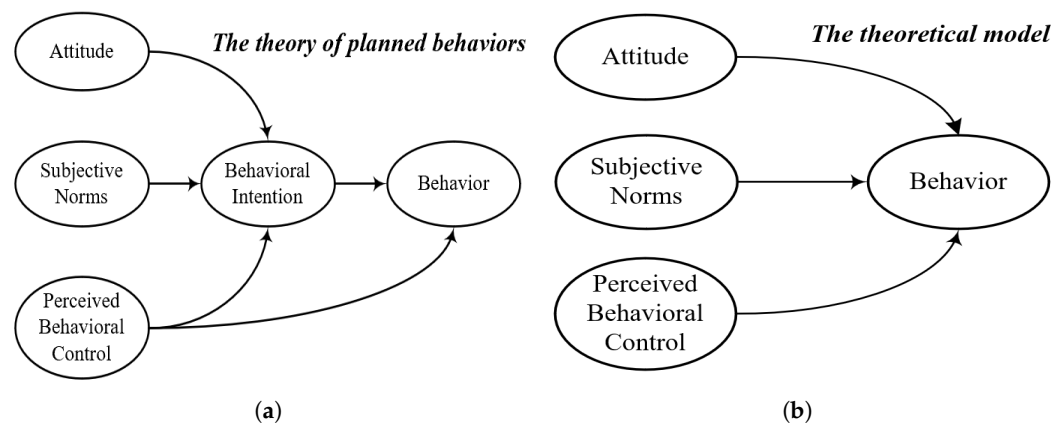 The theory of planned behaviors
Attitude
Subjective
Norms
Behavioral
Intention
Behavior
Perceived
Behavioral
Control
(a)
The theoretical model
Attitude
Subjective
Norms
Behavior
Perceived
Behavioral
Control
(b)